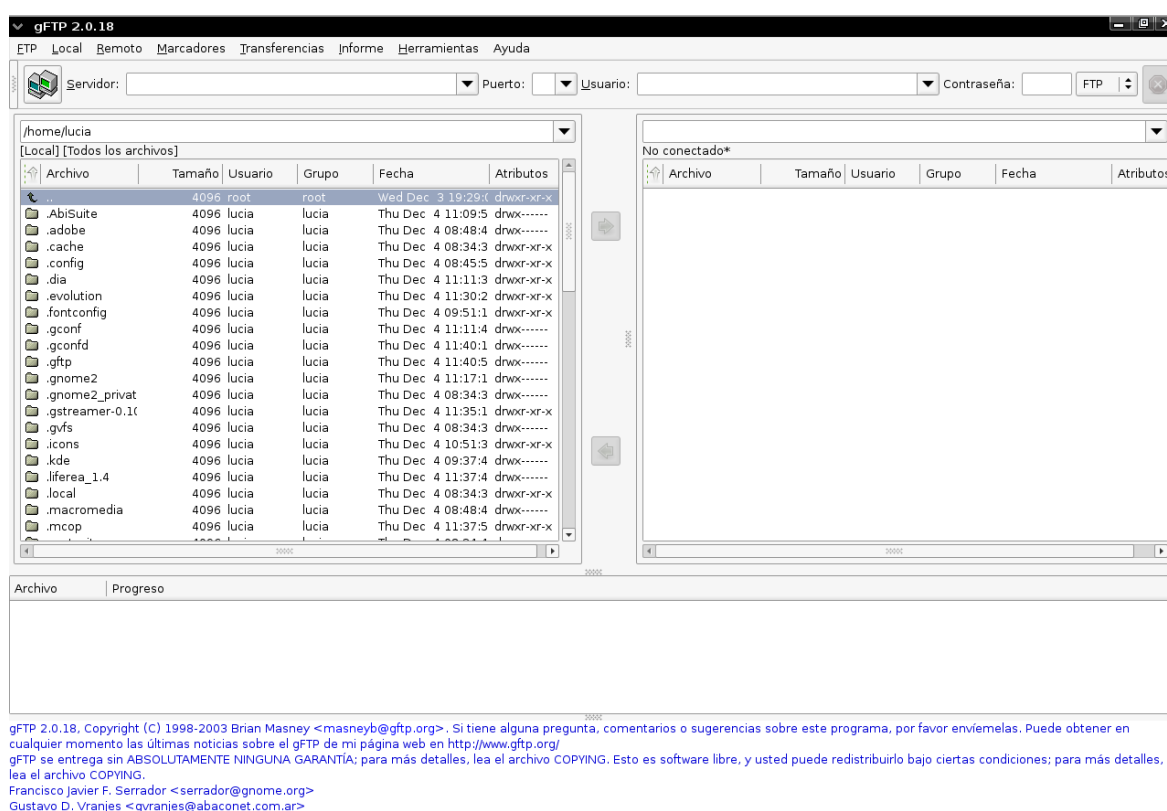 gFTP 2.0.18
FTP Local Remoto Marcadores Transferencias Informe Herramientas Ayuda
Servidor: Puerto: Usuario: Contraseña: FTP
/home/lucia
[Local] [Todos los archivos]
No conectado*
Archivo Tamaño Usuario Grupo Fecha Atributos
Archivo Tamaño Usuario Grupo Fecha Atributos
.. 4096 root root Wed Dec 3 19:29:( drwxr-xr-x
.AbiSuite 4096 lucia lucia Thu Dec 4 11:09:5 drwx------
.adobe 4096 lucia lucia Thu Dec 4 08:48:4 drwx------
.cache 4096 lucia lucia Thu Dec 4 08:34:3 drwxr-xr-x
.config 4096 lucia lucia Thu Dec 4 08:45:5 drwxr-xr-x
.dia 4096 lucia lucia Thu Dec 4 11:11:3 drwxr-xr-x
.evolution 4096 lucia lucia Thu Dec 4 11:30:2 drwxr-xr-x
.fontconfig 4096 lucia lucia Thu Dec 4 09:51:1 drwxr-xr-x
.gconf 4096 lucia lucia Thu Dec 4 11:11:4 drwx------
.gconfd 4096 lucia lucia Thu Dec 4 11:40:1 drwx------
.gftp 4096 lucia lucia Thu Dec 4 11:40:5 drwx------
.gnome2 4096 lucia lucia Thu Dec 4 11:17:1 drwx------
.gnome2_privat 4096 lucia lucia Thu Dec 4 08:34:3 drwx------
.gstreamer-0.1( 4096 lucia lucia Thu Dec 4 11:35:1 drwxr-xr-x
.gvfs 4096 lucia lucia Thu Dec 4 08:34:3 drwx------
.icons 4096 lucia lucia Thu Dec 4 10:51:3 drwxr-xr-x
.kde 4096 lucia lucia Thu Dec 4 09:37:4 drwx------
.liferea_1.4 4096 lucia lucia Thu Dec 4 11:37:4 drwx------
.local 4096 lucia lucia Thu Dec 4 08:34:3 drwxr-xr-x
.macromedia 4096 lucia lucia Thu Dec 4 08:48:4 drwx------
.mcop 4096 lucia lucia Thu Dec 4 11:37:5 drwxr-xr-x
Archivo Progreso
gFTP 2.0.18, Copyright (C) 1998-2003 Brian Masney <masneyb@gftp.org>. Si tiene alguna pregunta, comentarios o sugerencias sobre este programa, por favor envíemelas. Puede obtener en
cualquier momento las últimas noticias sobre el gFTP de mi página web en http://www.gftp.org/
gFTP se entrega sin ABSOLUTAMENTE NINGUNA GARANTÍA; para más detalles, lea el archivo COPYING. Esto es software libre, y usted puede redistribuirlo bajo ciertas condiciones; para más detalles,
lea el archivo COPYING.
Francisco Javier F. Serrador <serrador@gnome.org>
Gustavo D. Vranjes <gvranjes@abaconet.com.ar>